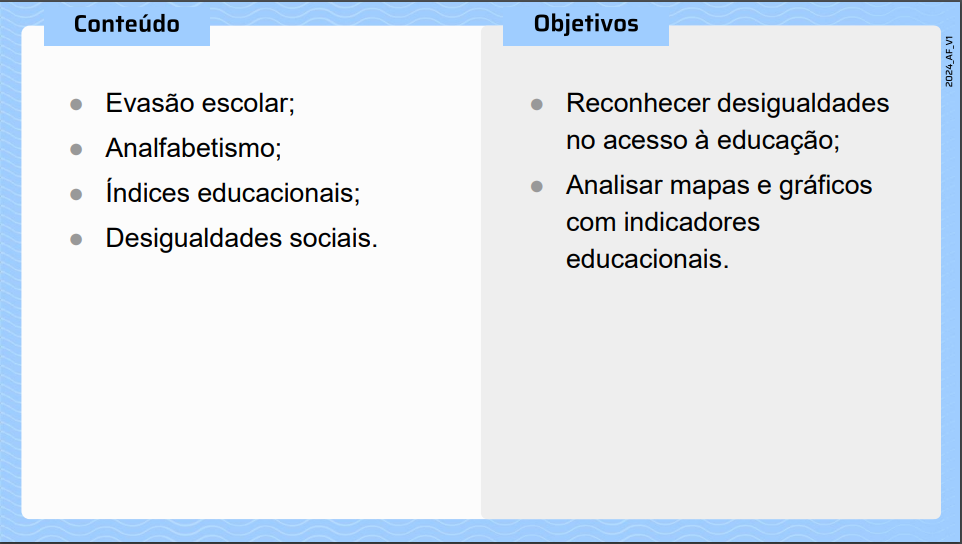 Conteúdo
● Evasão escolar;
● Analfabetismo;
● Índices educacionais;
● Desigualdades sociais.
Objetivos
● Reconhecer desigualdades
no acesso à educação;
● Analisar mapas e gráficos
com indicadores
educacionais.
2024_AF_V1